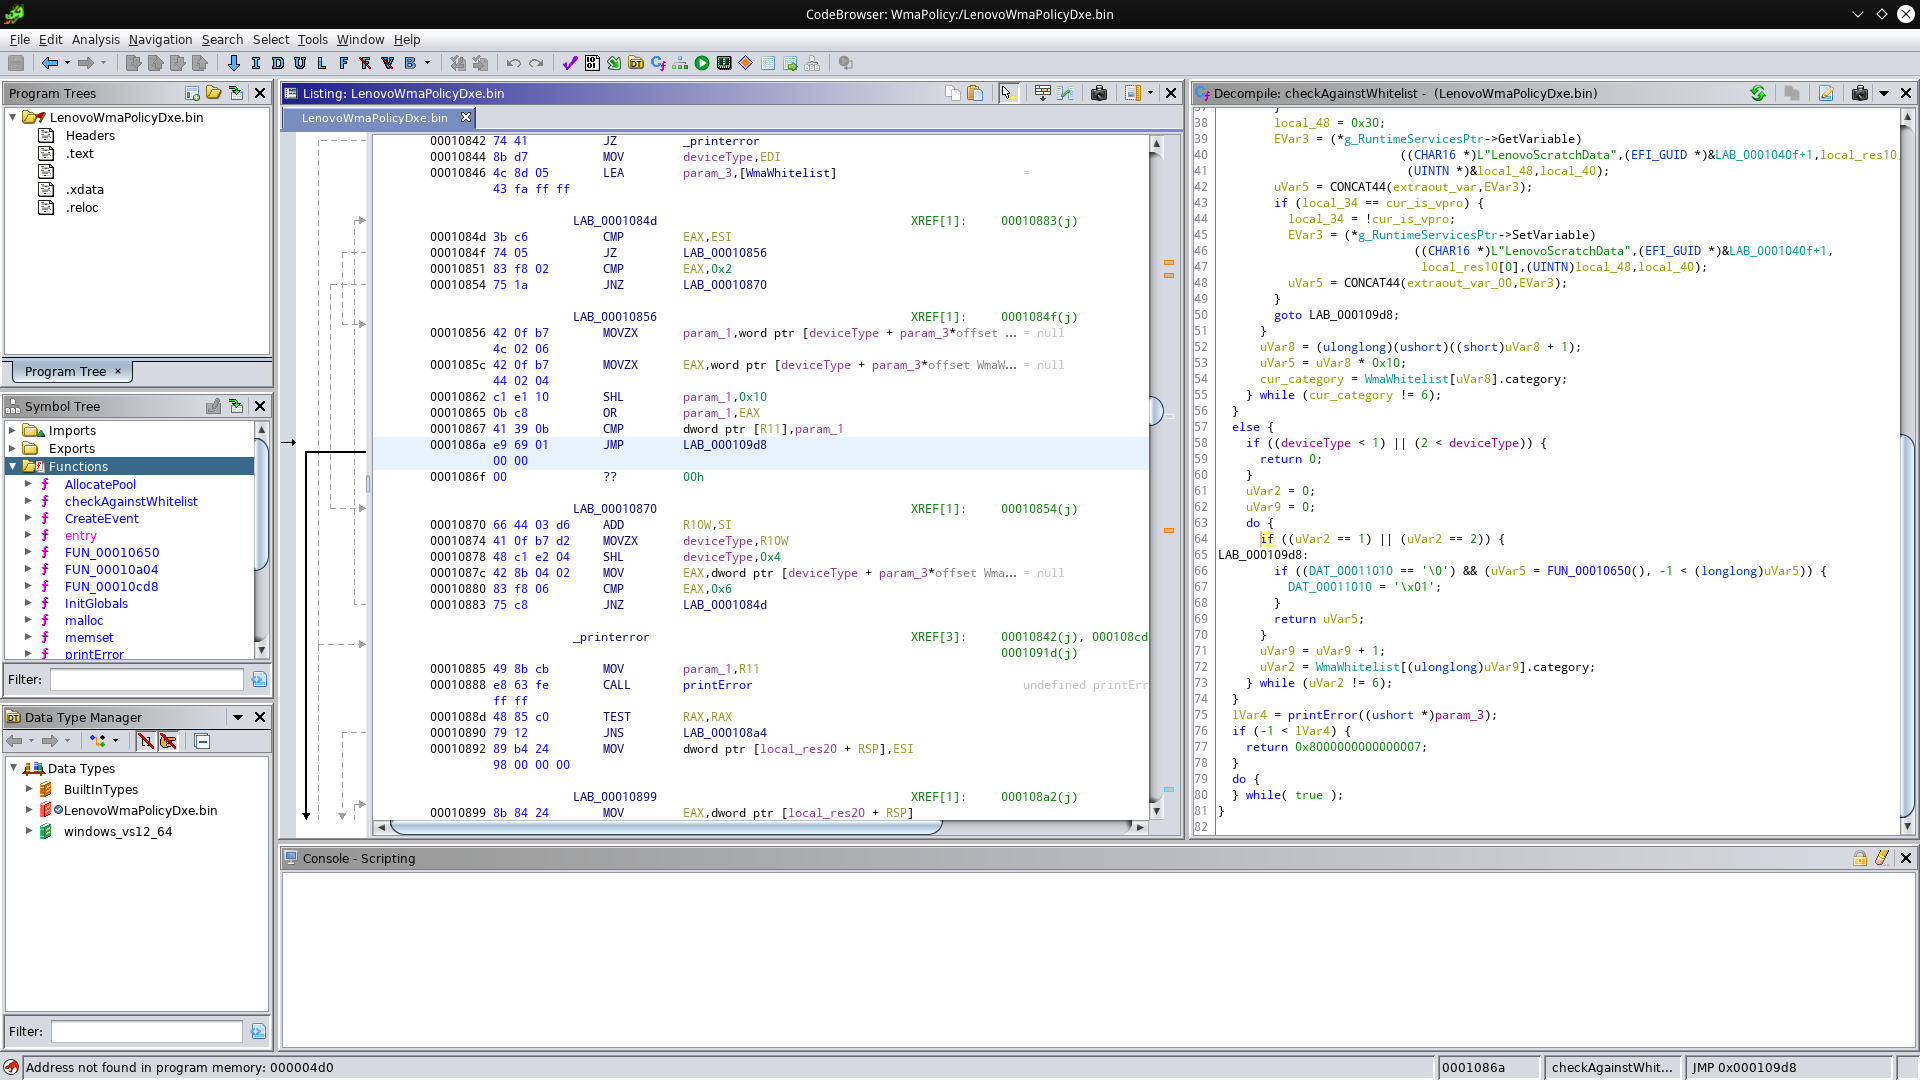 CodeBrowser: WmaPolicy:/LenovoWmaPolicyDxe.bin
File Edit Analysis Navigation Search Select Tools Window Help
I D U L F F V B
Program Trees
LenovoWmaPolicyDxe.bin
Headers
.text
.xdata
.reloc
Program Tree ×
Symbol Tree
Imports
Exports
Functions
AllocatePool
checkAgainstWhitelist
CreateEvent
entry
FUN_00010650
FUN_00010a04
FUN_00010cd8
InitGlobals
malloc
memset
printError
Filter:
Data Type Manager
Data Types
BuiltInTypes
LenovoWmaPolicyDxe.bin
windows_vs12_64
Filter:
Listing: LenovoWmaPolicyDxe.bin
LenovoWmaPolicyDxe.bin
00010842 74 41 JZ _printerror
00010844 8b d7 MOV deviceType,EDI
00010846 4c 8d 05 LEA param_3,[WmaWhitelist] =
43 fa ff ff
LAB_0001084d XREF[1]: 00010883(j)
0001084d 3b c6 CMP EAX,ESI
0001084f 74 05 JZ LAB_00010856
00010851 83 f8 02 CMP EAX,0x2
00010854 75 1a JNZ LAB_00010870
LAB_00010856 XREF[1]: 0001084f(j)
00010856 42 0f b7 MOVZX param_1,word ptr [deviceType + param_3*offset ... = null
4c 02 06
0001085c 42 0f b7 MOVZX EAX,word ptr [deviceType + param_3*offset WmaW... = null
44 02 04
00010862 c1 e1 10 SHL param_1,0x10
00010865 0b c8 OR param_1,EAX
00010867 41 39 0b CMP dword ptr [R11],param_1
0001086a e9 69 01 JMP LAB_000109d8
00 00
0001086f 00 ?? 00h
LAB_00010870 XREF[1]: 00010854(j)
00010870 66 44 03 d6 ADD R10W,SI
00010874 41 0f b7 d2 MOVZX deviceType,R10W
00010878 48 c1 e2 04 SHL deviceType,0x4
0001087c 42 8b 04 02 MOV EAX,dword ptr [deviceType + param_3*offset Wma... = null
00010880 83 f8 06 CMP EAX,0x6
00010883 75 c8 JNZ LAB_0001084d
_printerror XREF[3]: 00010842(j), 000108cd
0001091d(j)
00010885 49 8b cb MOV param_1,R11
00010888 e8 63 fe CALL printError undefined printErr
ff ff
0001088d 48 85 c0 TEST RAX,RAX
00010890 79 12 JNS LAB_000108a4
00010892 89 b4 24 MOV dword ptr [local_res20 + RSP],ESI
98 00 00 00
LAB_00010899 XREF[1]: 000108a2(j)
00010899 8b 84 24 MOV EAX,dword ptr [local_res20 + RSP]
Decompile: checkAgainstWhitelist - (LenovoWmaPolicyDxe.bin)
37 }
38 local_48 = 0x30;
39 EVar3 = (*g_RuntimeServicesPtr->GetVariable)
40 ((CHAR16 *)L"LenovoScratchData",(EFI_GUID *)&LAB_0001040f+1,local_res10
41 (UINTN *)&local_48,local_40);
42 uVar5 = CONCAT44(extraout_var,EVar3);
43 if (local_34 == cur_is_vpro) {
44 local_34 = !cur_is_vpro;
45 EVar3 = (*g_RuntimeServicesPtr->SetVariable)
46 ((CHAR16 *)L"LenovoScratchData",(EFI_GUID *)&LAB_0001040f+1,
47 local_res10[0],(UINTN)local_48,local_40);
48 uVar5 = CONCAT44(extraout_var_00,EVar3);
49 }
50 goto LAB_000109d8;
51 }
52 uVar8 = (ulonglong)(ushort)((short)uVar8 + 1);
53 uVar5 = uVar8 * 0x10;
54 cur_category = WmaWhitelist[uVar8].category;
55 } while (cur_category != 6);
56 }
57 else {
58 if ((deviceType < 1) || (2 < deviceType)) {
59 return 0;
60 }
61 uVar2 = 0;
62 uVar9 = 0;
63 do {
64 if ((uVar2 == 1) || (uVar2 == 2)) {
65 LAB_000109d8:
66 if ((DAT_00011010 == '\0') && (uVar5 = FUN_00010650(), -1 < (longlong)uVar5)) {
67 DAT_00011010 = '\x01';
68 }
69 return uVar5;
70 }
71 uVar9 = uVar9 + 1;
72 uVar2 = WmaWhitelist[(ulonglong)uVar9].category;
73 } while (uVar2 != 6);
74 }
75 lVar4 = printError((ushort *)param_3);
76 if (-1 < lVar4) {
77 return 0x8000000000000007;
78 }
79 do {
80 } while( true );
81 }
82
Console - Scripting
Address not found in program memory: 000004d0
0001086a
checkAgainstWhit...
JMP 0x000109d8